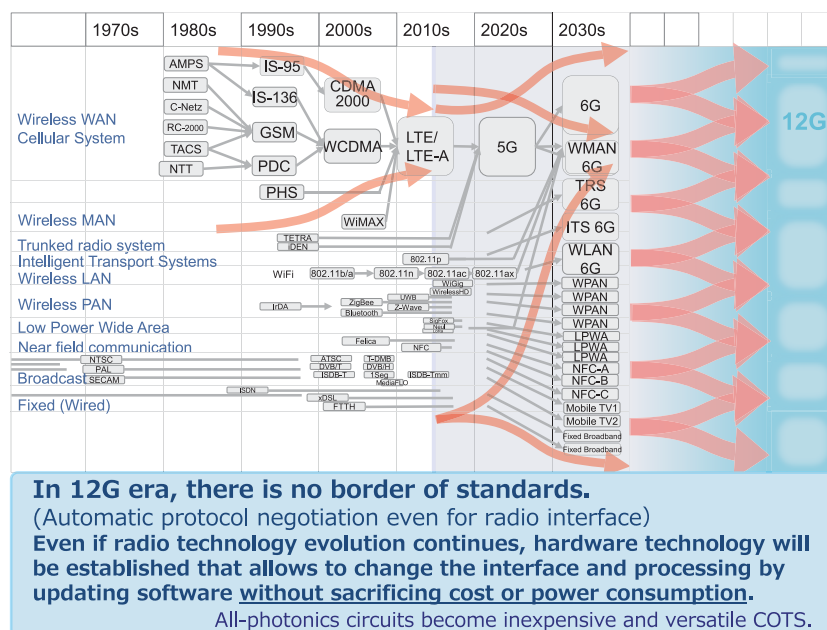 1970s 1980s 1990s 2000s 2010s 2020s 2030s
Wireless WAN
Cellular System
AMPS
NMT
C-Netz
RC-2000
TACS
NTT
IS-95
IS-136
GSM
PDC
PHS
CDMA
2000
WCDMA
WiMAX
LTE/
LTE-A
5G
6G
WMAN
6G
TRS
6G
ITS 6G
WLAN
6G
12G
Wireless MAN
Trunked radio system
TETRA
iDEN
Intelligent Transport Systems
802.11p
Wireless LAN
WiFi
802.11b/a
802.11n
802.11ac
802.11ax
WiGig
WirelessHD
Wireless PAN
IrDA
UWB
ZigBee
Z-Wave
Bluetooth
Low Power Wide Area
SigFox
Neul
Near field communication
Felica
NFC
Broadcast
NTSC
PAL
SECAM
ATSC
DVB/T
ISDB-T
T-DMB
DVB/H
1Seg
MediaFLO
ISDB-Tmm
Fixed (Wired)
ISDN
xDSL
FTTH
WPAN
WPAN
WPAN
WPAN
LPWA
LPWA
LPWA
NFC-A
NFC-B
NFC-C
Mobile TV1
Mobile TV2
Fixed Broadband
Fixed Broadband
In 12G era, there is no border of standards.
(Automatic protocol negotiation even for radio interface)
Even if radio technology evolution continues, hardware technology will
be established that allows to change the interface and processing by
updating software without sacrificing cost or power consumption.
All-photonics circuits become inexpensive and versatile COTS.